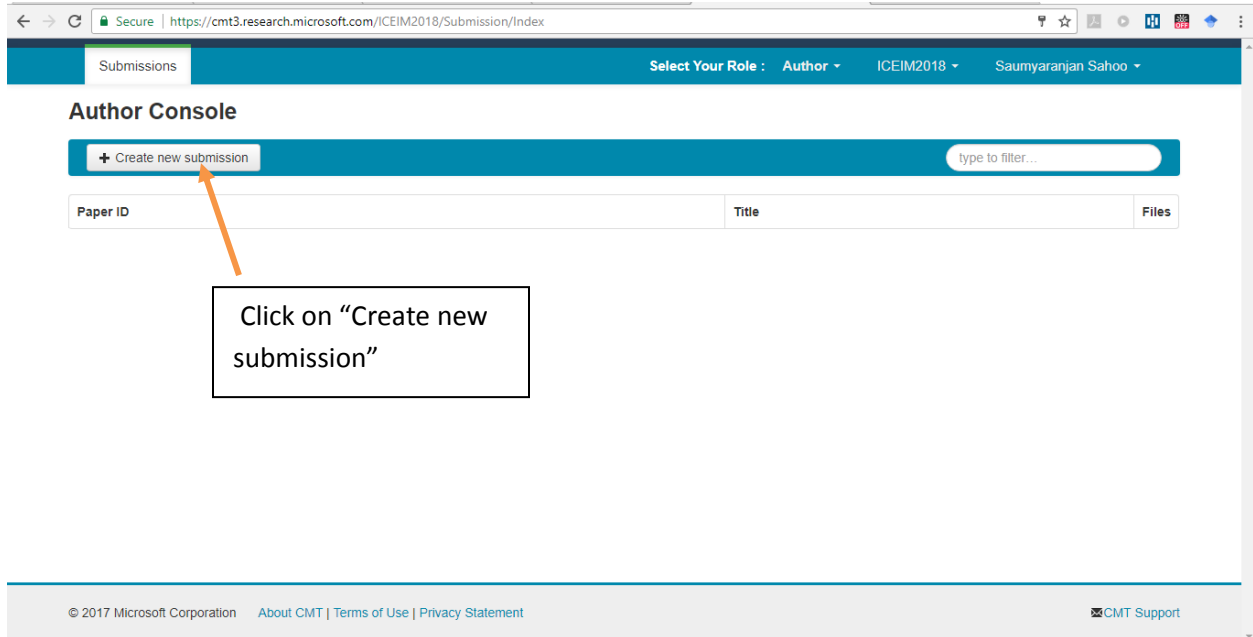 Secure | https://cmt3.research.microsoft.com/ICEIM2018/Submission/Index
OFF
Submissions Select Your Role : Author ICEIM2018 Saumyaranjan Sahoo
Author Console
+ Create new submission type to filter...
Paper ID Title Files
Click on “Create new
submission”
© 2017 Microsoft Corporation About CMT | Terms of Use | Privacy Statement CMT Support